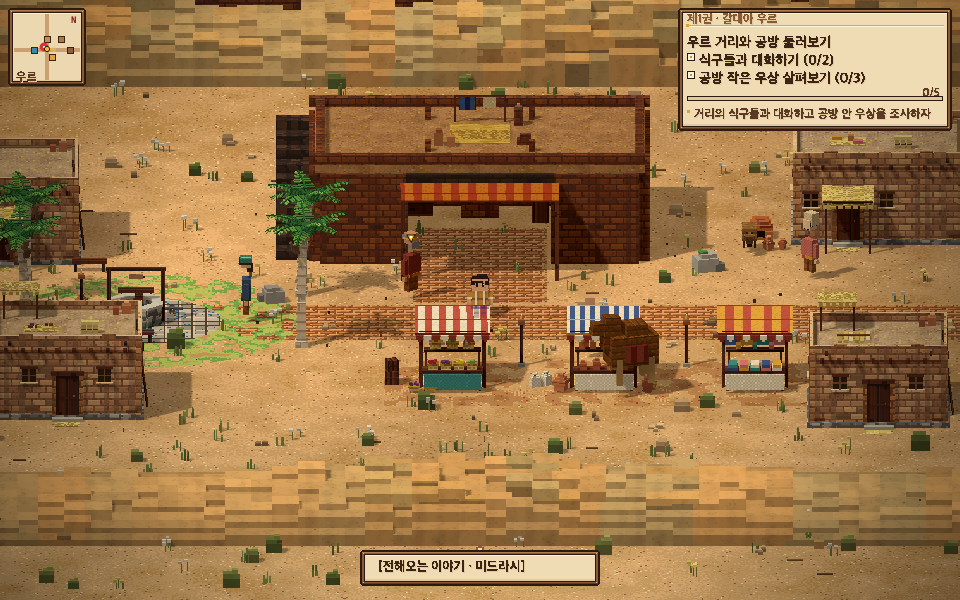 N
우르
제1권 · 갈대아 우르
우르 거리와 공방 둘러보기
식구들과 대화하기 (0/2)
공방 작은 우상 살펴보기 (0/3)
0/5
거리의 식구들과 대화하고 공방 안 우상을 조사하자
[전해오는 이야기 · 미드라시]